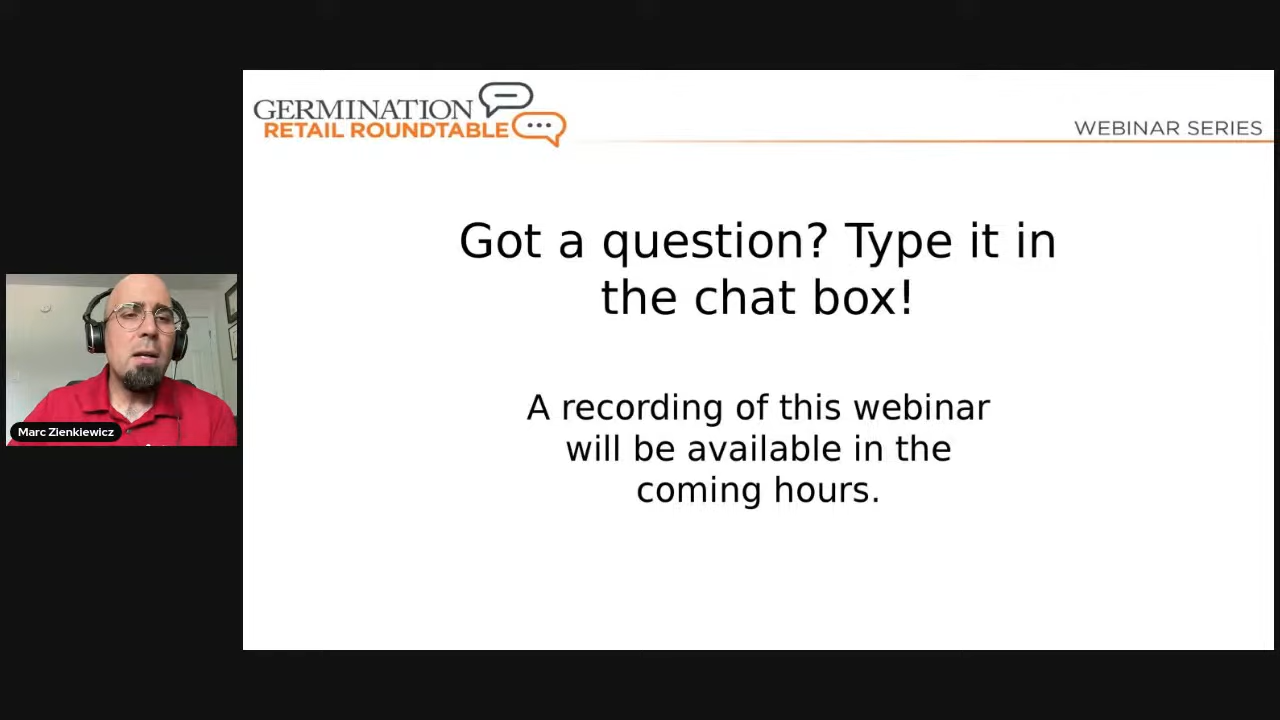 GERMINATION
RETAIL ROUNDTABLE
WEBINAR SERIES
Got a question? Type it in
the chat box!
A recording of this webinar
will be available in the
coming hours.
Marc Zienkiewicz